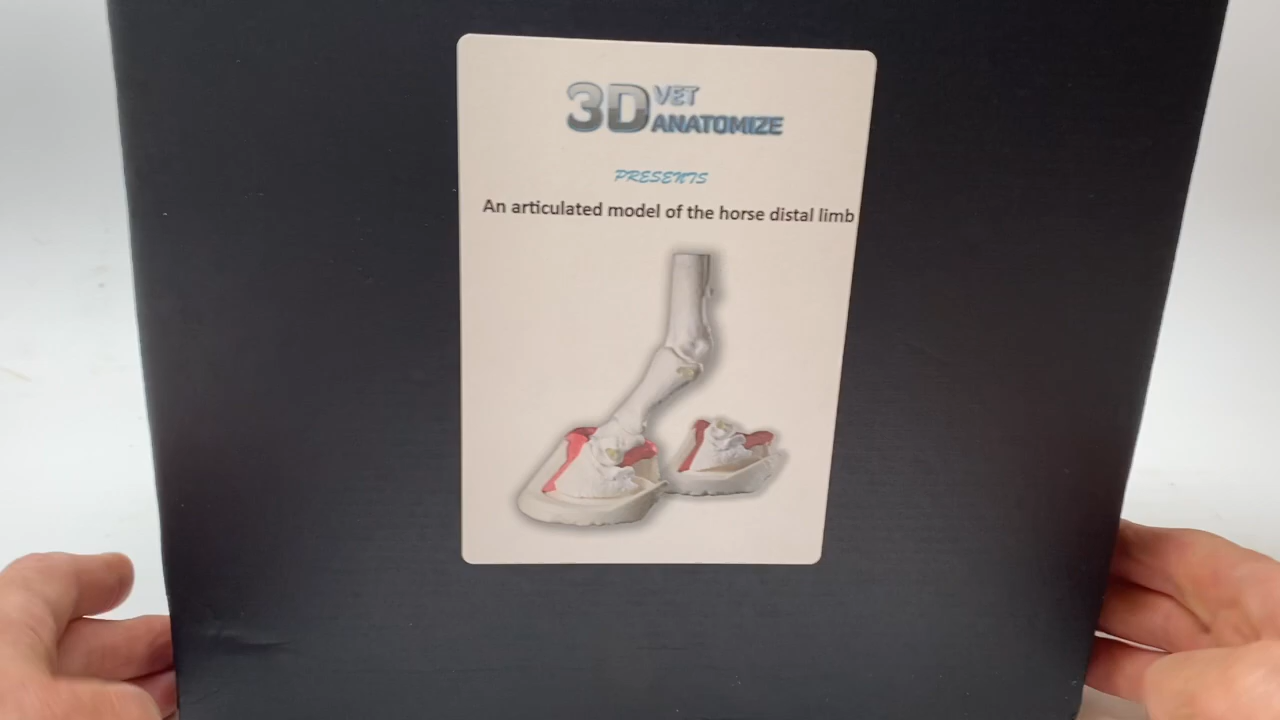 3D VET
ANATOMIZE
PRESENTS
An articulated model of the horse distal limb